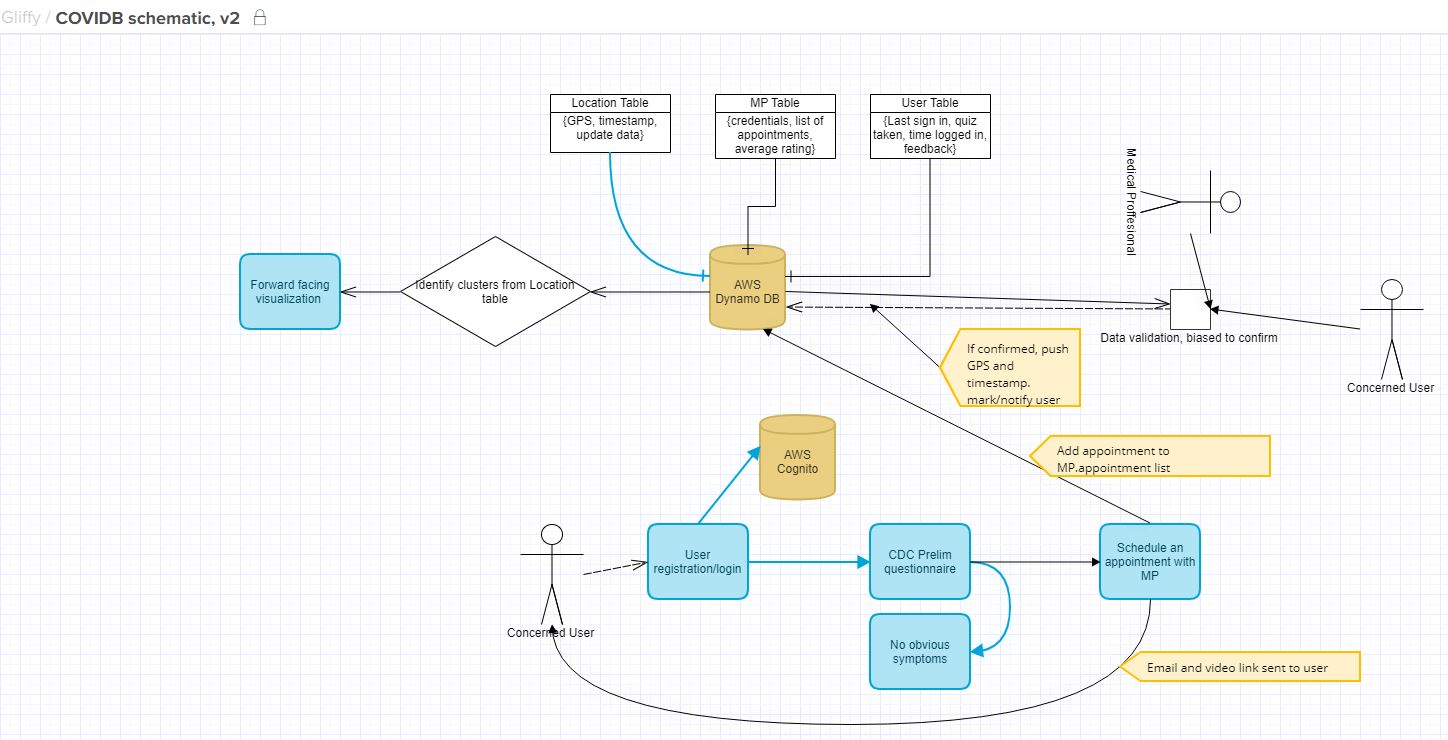 Gliffy / COVIDB schematic, v2
Location Table
{GPS, timestamp,
update data}
MP Table
{credentials, list of
appointments,
average rating}
User Table
{Last sign in, quiz
taken, time logged in,
feedback}
Medical Proffesional
Forward facing
visualization
Identify clusters from Location
table
AWS
Dynamo DB
Data validation, biased to confirm
Concerned User
If confirmed, push
GPS and
timestamp.
mark/notify user
AWS
Cognito
Add appointment to
MP.appointment list
Concerned User
User
registration/login
CDC Prelim
questionnaire
Schedule an
appointment with
MP
No obvious
symptoms
Email and video link sent to user